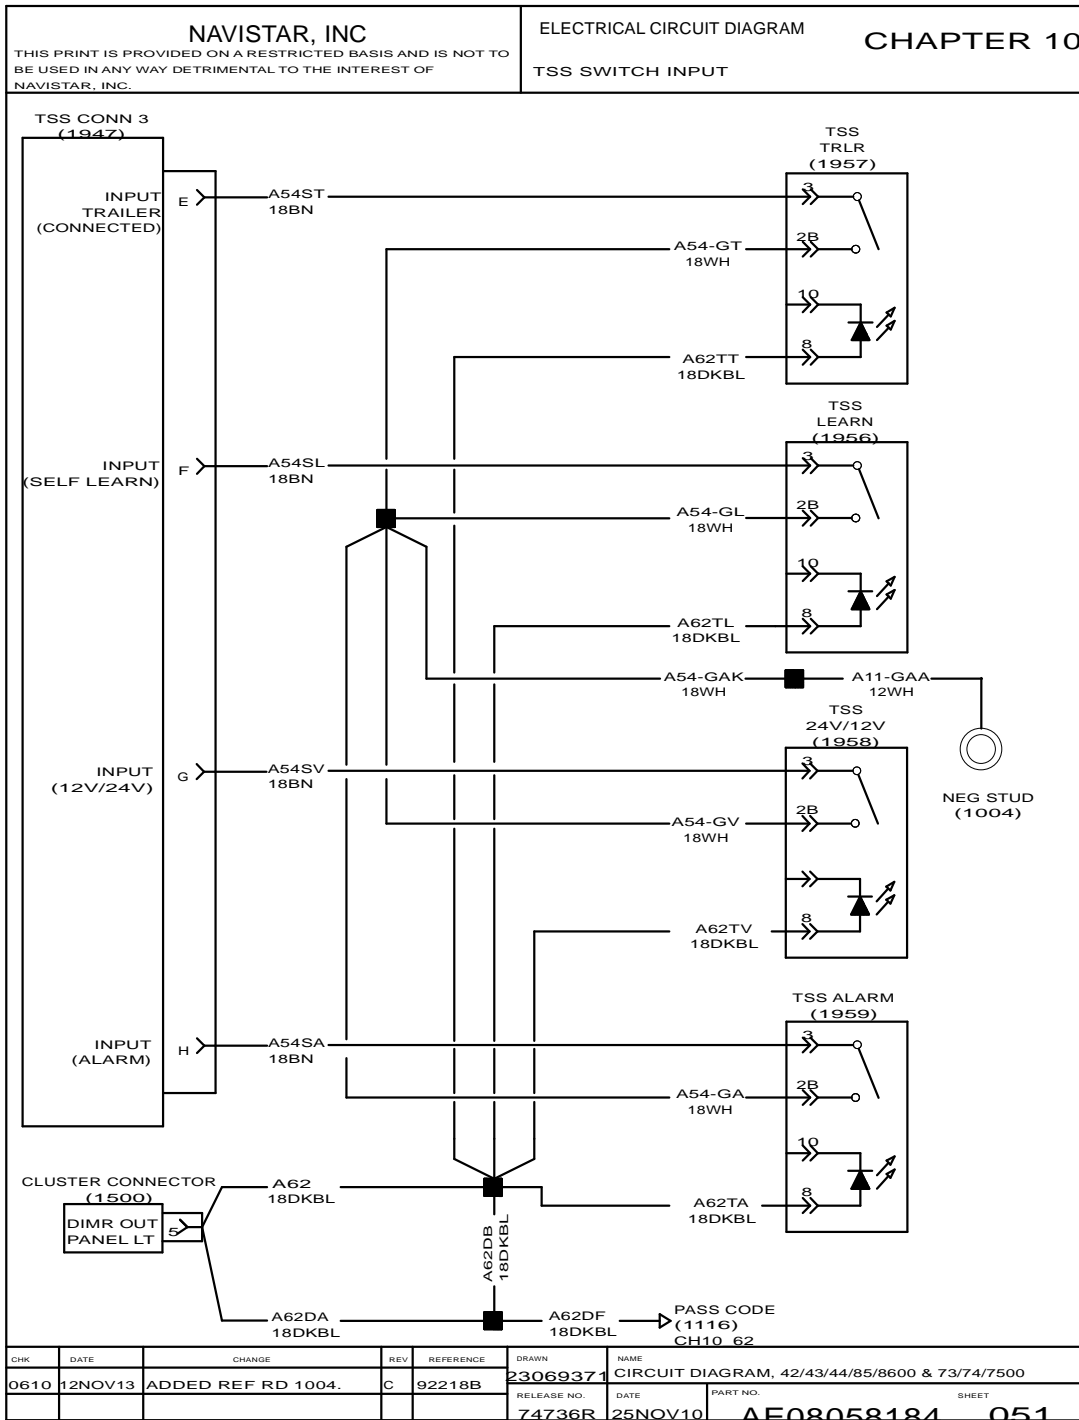 NAVISTAR, INC
THIS PRINT IS PROVIDED ON A RESTRICTED BASIS AND IS NOT TO
BE USED IN ANY WAY DETRIMENTAL TO THE INTEREST OF
NAVISTAR, INC.
ELECTRICAL CIRCUIT DIAGRAM
TSS SWITCH INPUT
CHAPTER 10
TSS CONN 3
(1947)
INPUT
TRAILER
(CONNECTED)
E
A54ST
18BN
TSS
TRLR
(1957)
3
2B
10
8
A54-GT
18WH
A62TT
18DKBL
INPUT
(SELF LEARN)
F
A54SL
18BN
TSS
LEARN
(1956)
3
2B
10
8
A54-GL
18WH
A62TL
18DKBL
A54-GAK
18WH
A11-GAA
12WH
NEG STUD
(1004)
INPUT
(12V/24V)
G
A54SV
18BN
TSS
24V/12V
(1958)
3
2B
8
A54-GV
18WH
A62TV
18DKBL
INPUT
(ALARM)
H
A54SA
18BN
TSS ALARM
(1959)
3
2B
10
8
A54-GA
18WH
A62TA
18DKBL
CLUSTER CONNECTOR
(1500)
DIMR OUT
PANEL LT
5
A62
18DKBL
A62DB
18DKBL
A62DA
18DKBL
A62DF
18DKBL
PASS CODE
(1116)
CH10_62
CHK DATE CHANGE REV REFERENCE
0610 12NOV13 ADDED REF RD 1004. C 92218B
DRAWN
23069371
NAME
CIRCUIT DIAGRAM, 42/43/44/85/8600 & 73/74/7500
RELEASE NO.
74736R
DATE
25NOV10
PART NO.
AF08058184
SHEET
051